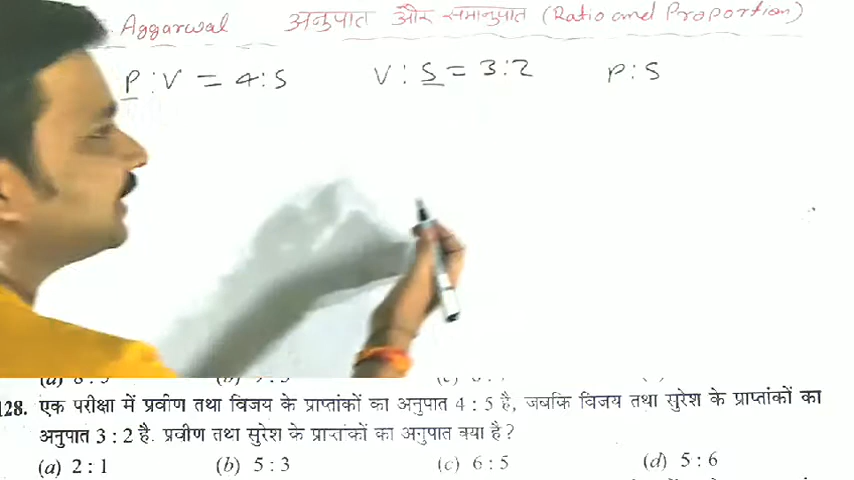 Aggarwal अनुपात और समानुपात (Ratio and Proportion)
P : V = 4 : 5 V : S = 3 : 2 P : S
128. एक परीक्षा में प्रवीण तथा विजय के प्राप्तांकों का अनुपात 4 : 5 है, जबकि विजय तथा सुरेश के प्राप्तांकों का
अनुपात 3 : 2 है. प्रवीण तथा सुरेश के प्राप्तांकों का अनुपात क्या है ?
(a) 2 : 1 (b) 5 : 3 (c) 6 : 5 (d) 5 : 6